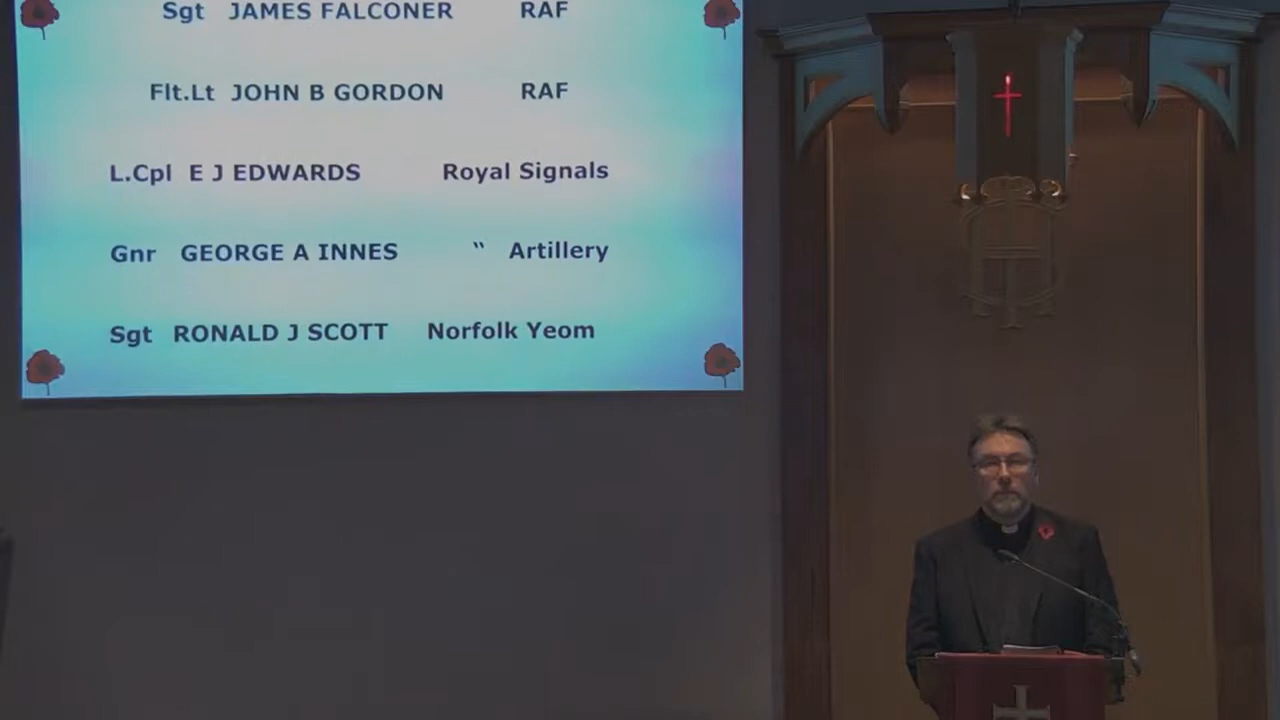 Sgt JAMES FALCONER RAF
Flt.Lt JOHN B GORDON RAF
L.Cpl E J EDWARDS Royal Signals
Gnr GEORGE A INNES “ Artillery
Sgt RONALD J SCOTT Norfolk Yeom